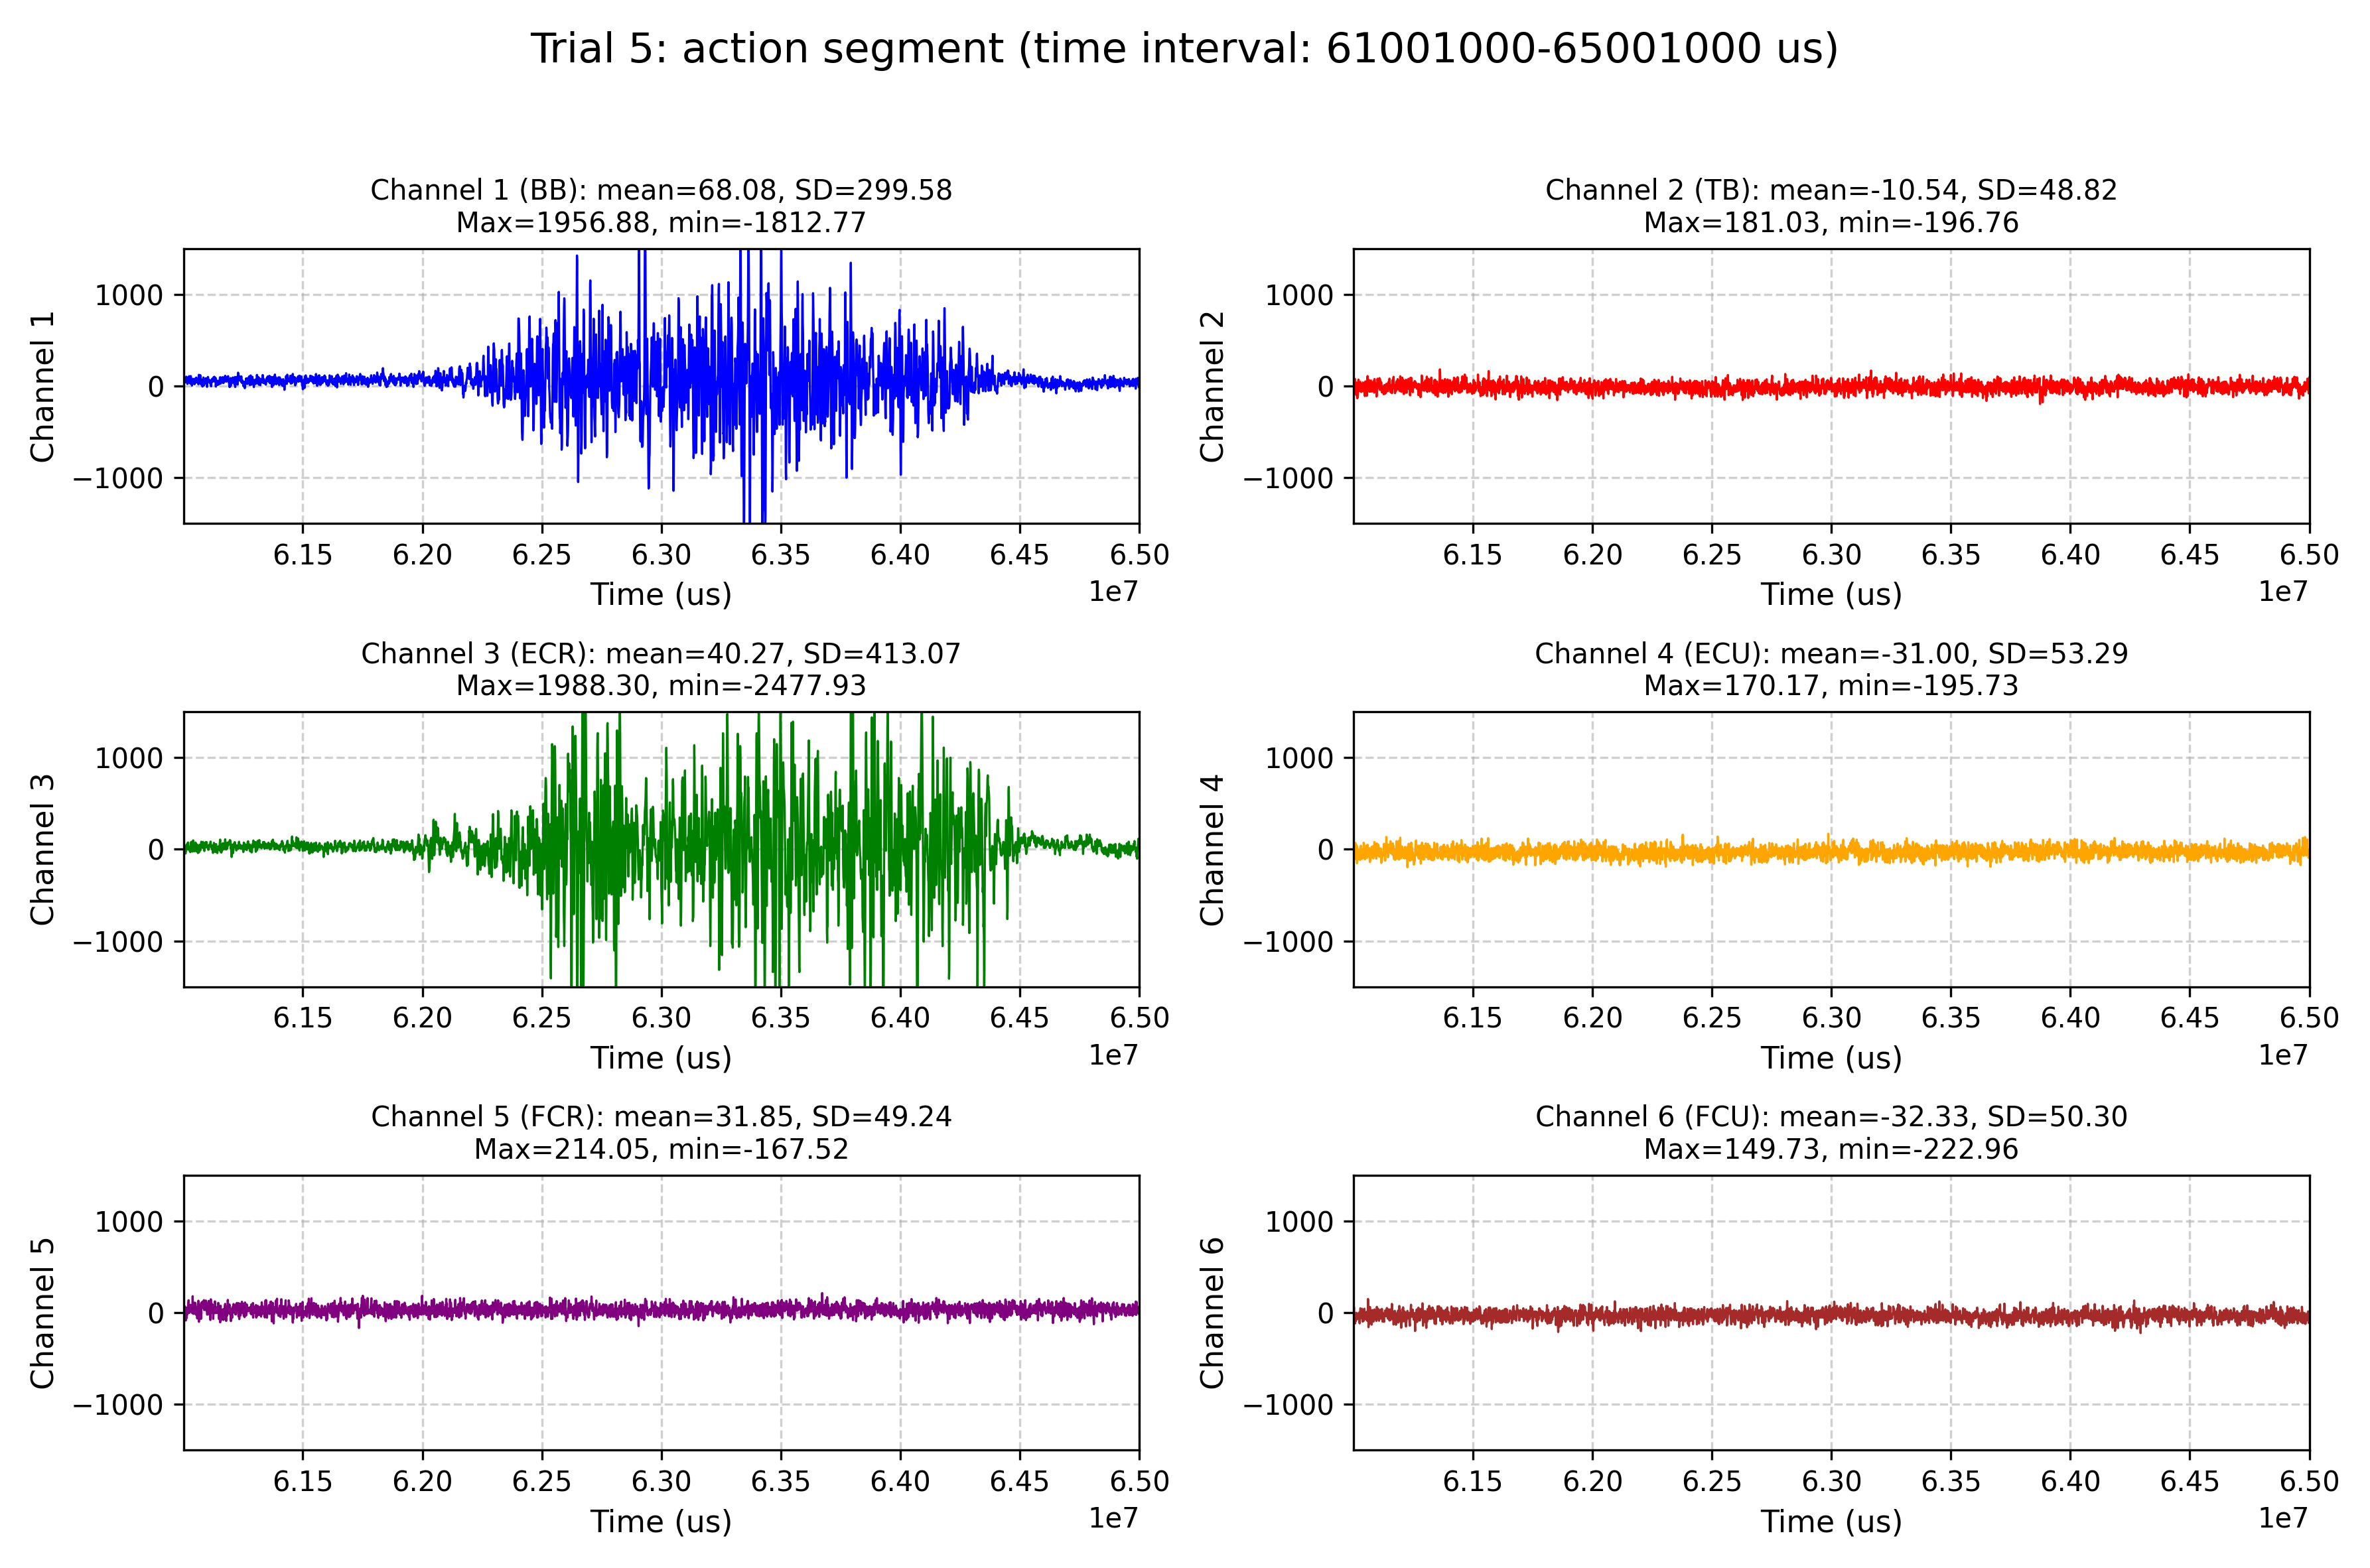 Trial 5: action segment (time interval: 61001000-65001000 us)
Channel 1 (BB): mean=68.08, SD=299.58
Max=1956.88, min=-1812.77
Channel 1
1000
0
−1000
6.15 6.20 6.25 6.30 6.35 6.40 6.45 6.50
1e7
Time (us)
Channel 2 (TB): mean=-10.54, SD=48.82
Max=181.03, min=-196.76
Channel 2
1000
0
−1000
6.15 6.20 6.25 6.30 6.35 6.40 6.45 6.50
1e7
Time (us)
Channel 3 (ECR): mean=40.27, SD=413.07
Max=1988.30, min=-2477.93
Channel 3
1000
0
−1000
6.15 6.20 6.25 6.30 6.35 6.40 6.45 6.50
1e7
Time (us)
Channel 4 (ECU): mean=-31.00, SD=53.29
Max=170.17, min=-195.73
Channel 4
1000
0
−1000
6.15 6.20 6.25 6.30 6.35 6.40 6.45 6.50
1e7
Time (us)
Channel 5 (FCR): mean=31.85, SD=49.24
Max=214.05, min=-167.52
Channel 5
1000
0
−1000
6.15 6.20 6.25 6.30 6.35 6.40 6.45 6.50
1e7
Time (us)
Channel 6 (FCU): mean=-32.33, SD=50.30
Max=149.73, min=-222.96
Channel 6
1000
0
−1000
6.15 6.20 6.25 6.30 6.35 6.40 6.45 6.50
1e7
Time (us)